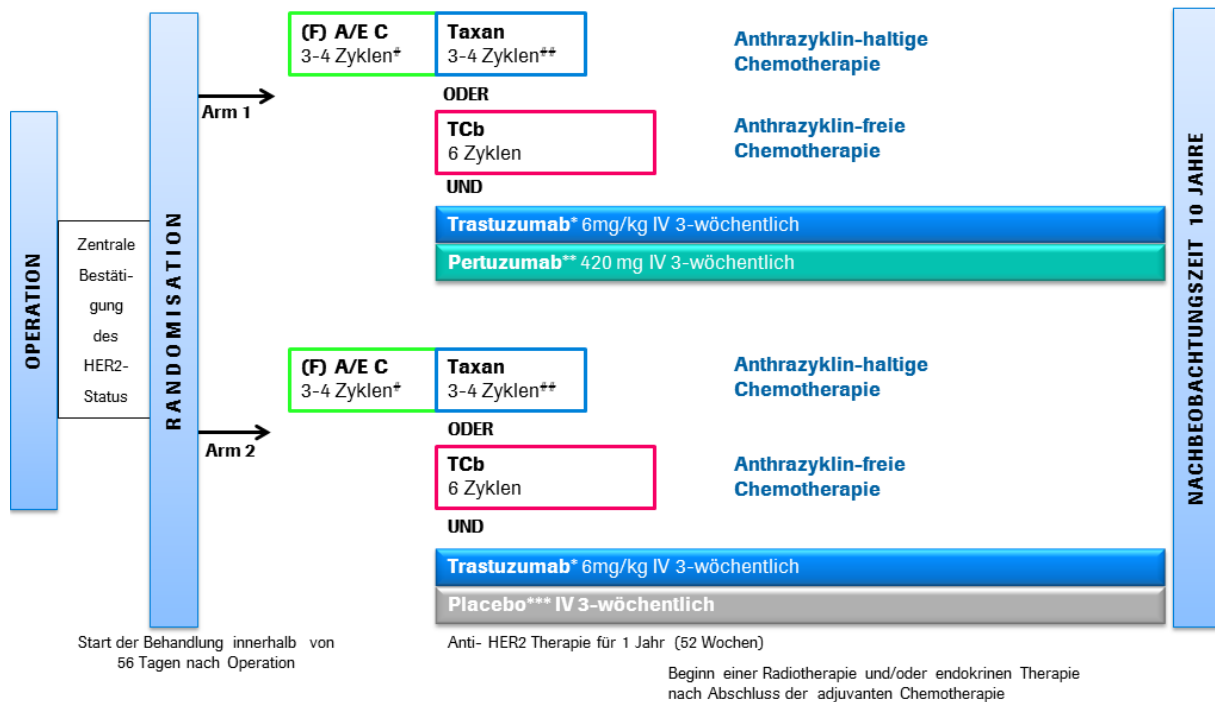 OPERATION
Zentrale
Bestäti-
gung
des
HER2-
Status
RANDOMISATION
Arm 1
(F) A/E C
3-4 Zyklen#
Taxan
3-4 Zyklen##
Anthrazyklin-haltige
Chemotherapie
ODER
TCb
6 Zyklen
Anthrazyklin-freie
Chemotherapie
UND
Trastuzumab* 6mg/kg IV 3-wöchentlich
Pertuzumab** 420 mg IV 3-wöchentlich
Arm 2
(F) A/E C
3-4 Zyklen#
Taxan
3-4 Zyklen##
Anthrazyklin-haltige
Chemotherapie
ODER
TCb
6 Zyklen
Anthrazyklin-freie
Chemotherapie
UND
Trastuzumab* 6mg/kg IV 3-wöchentlich
Placebo*** IV 3-wöchentlich
NACHBEOBACHTUNGSZEIT 10 JAHRE
Start der Behandlung innerhalb von
56 Tagen nach Operation
Anti- HER2 Therapie für 1 Jahr (52 Wochen)
Beginn einer Radiotherapie und/oder endokrinen Therapie
nach Abschluss der adjuvanten Chemotherapie